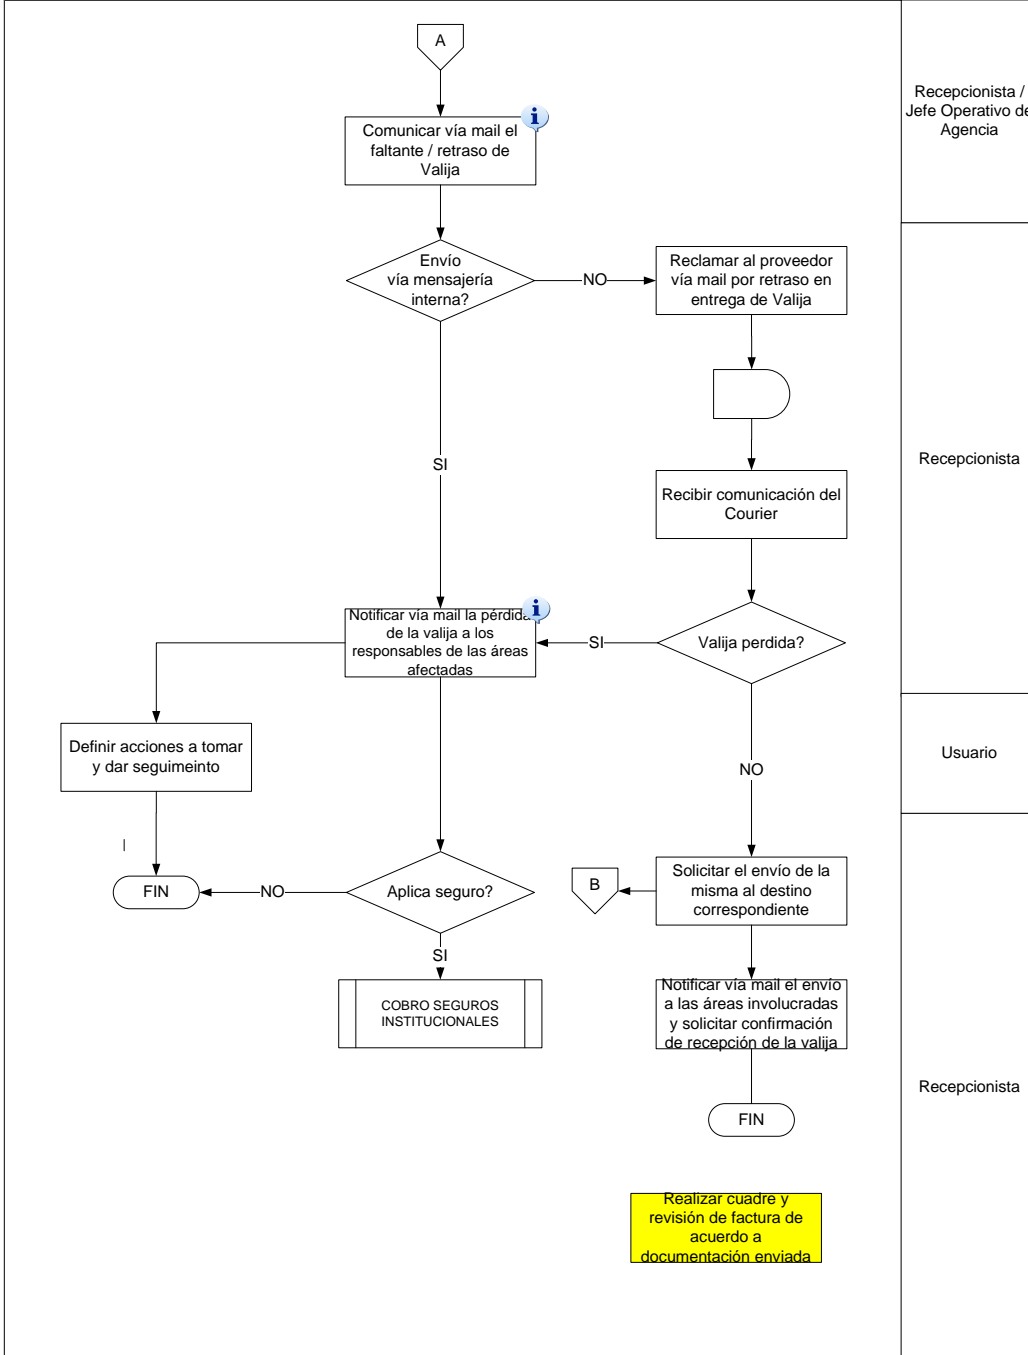 A
Recepcionista /
Jefe Operativo de
Agencia
Comunicar vía mail el
faltante / retraso de
Valija
i
Envío
vía mensajería
interna?
NO
Reclamar al proveedor
vía mail por retraso en
entrega de Valija
SI
Recepcionista
Recibir comunicación del
Courier
Notificar vía mail la pérdida
de la valija a los
responsables de las áreas
afectadas
i
SI
Valija perdida?
Definir acciones a tomar
y dar seguimeinto
Usuario
NO
FIN
NO
Aplica seguro?
B
Solicitar el envío de la
misma al destino
correspondiente
SI
COBRO SEGUROS
INSTITUCIONALES
Notificar vía mail el envío
a las áreas involucradas
y solicitar confirmación
de recepción de la valija
Recepcionista
FIN
Realizar cuadre y
revisión de factura de
acuerdo a
documentación enviada